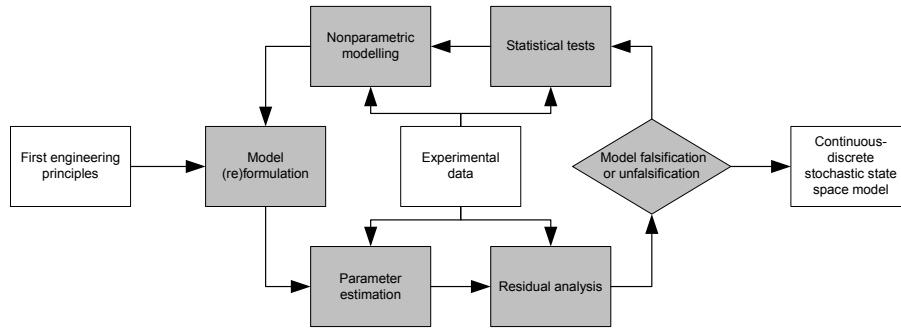 Nonparametric
modelling
Statistical tests
First engineering
principles
Model
(re)formulation
Experimental
data
Model falsification
or unfalsification
Continuous-
discrete
stochastic state
space model
Parameter
estimation
Residual analysis